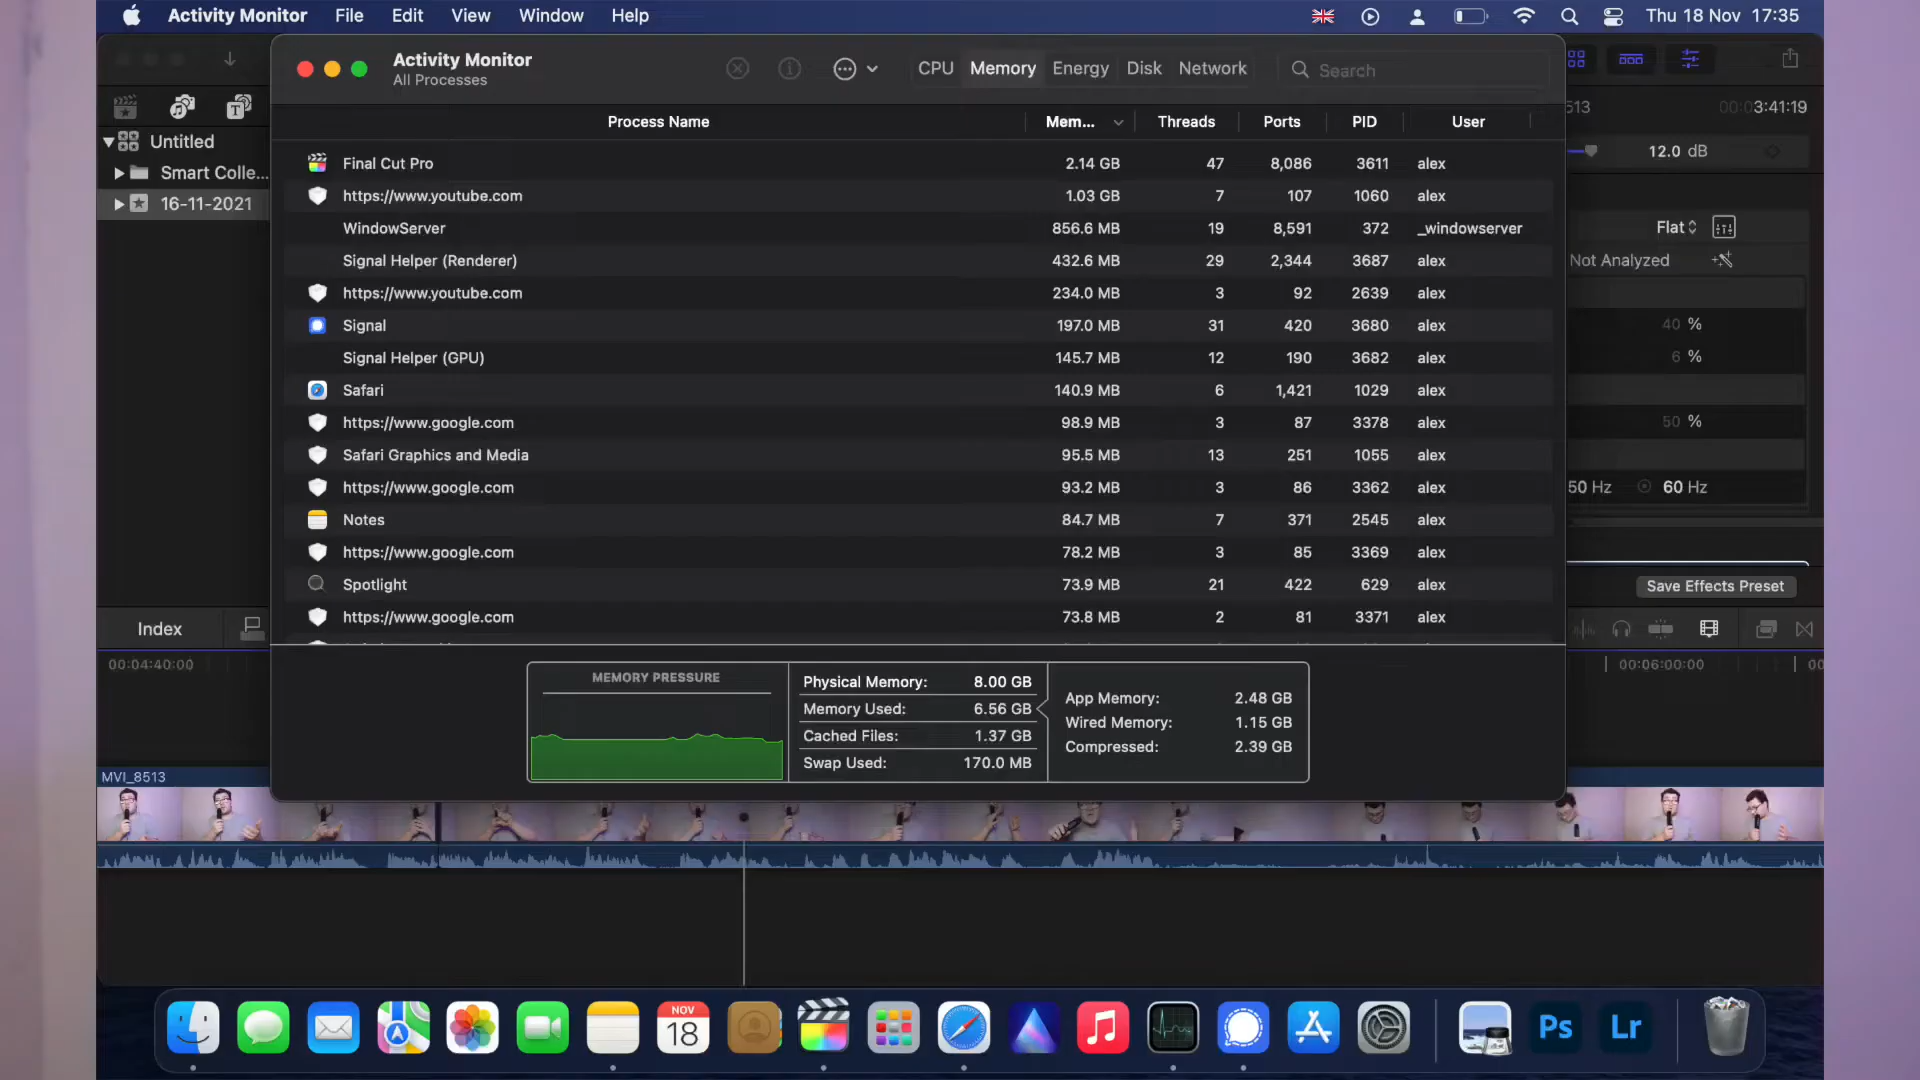 Activity Monitor File Edit View Window Help Thu 18 Nov 17:35
Activity Monitor
All Processes
CPU Memory Energy Disk Network Search
Process Name Mem... Threads Ports PID User
Final Cut Pro 2.14 GB 47 8,086 3611 alex
https://www.youtube.com 1.03 GB 7 107 1060 alex
WindowServer 856.6 MB 19 8,591 372 _windowserver
Signal Helper (Renderer) 432.6 MB 29 2,344 3687 alex
https://www.youtube.com 234.0 MB 3 92 2639 alex
Signal 197.0 MB 31 420 3680 alex
Signal Helper (GPU) 145.7 MB 12 190 3682 alex
Safari 140.9 MB 6 1,421 1029 alex
https://www.google.com 98.9 MB 3 87 3378 alex
Safari Graphics and Media 95.5 MB 13 251 1055 alex
https://www.google.com 93.2 MB 3 86 3362 alex
Notes 84.7 MB 7 371 2545 alex
https://www.google.com 78.2 MB 3 85 3369 alex
Spotlight 73.9 MB 21 422 629 alex
https://www.google.com 73.8 MB 2 81 3371 alex
MEMORY PRESSURE
Physical Memory: 8.00 GB
Memory Used: 6.56 GB
Cached Files: 1.37 GB
Swap Used: 170.0 MB
App Memory: 2.48 GB
Wired Memory: 1.15 GB
Compressed: 2.39 GB
Untitled
Smart Colle...
16-11-2021
Index
00:04:40:00
MVI_8513
513 00:03:41:19
12.0 dB
Flat
Not Analyzed
40 %
6 %
50 %
50 Hz 60 Hz
Save Effects Preset
00:06:00:00 00
NOV
18
Ps
Lr